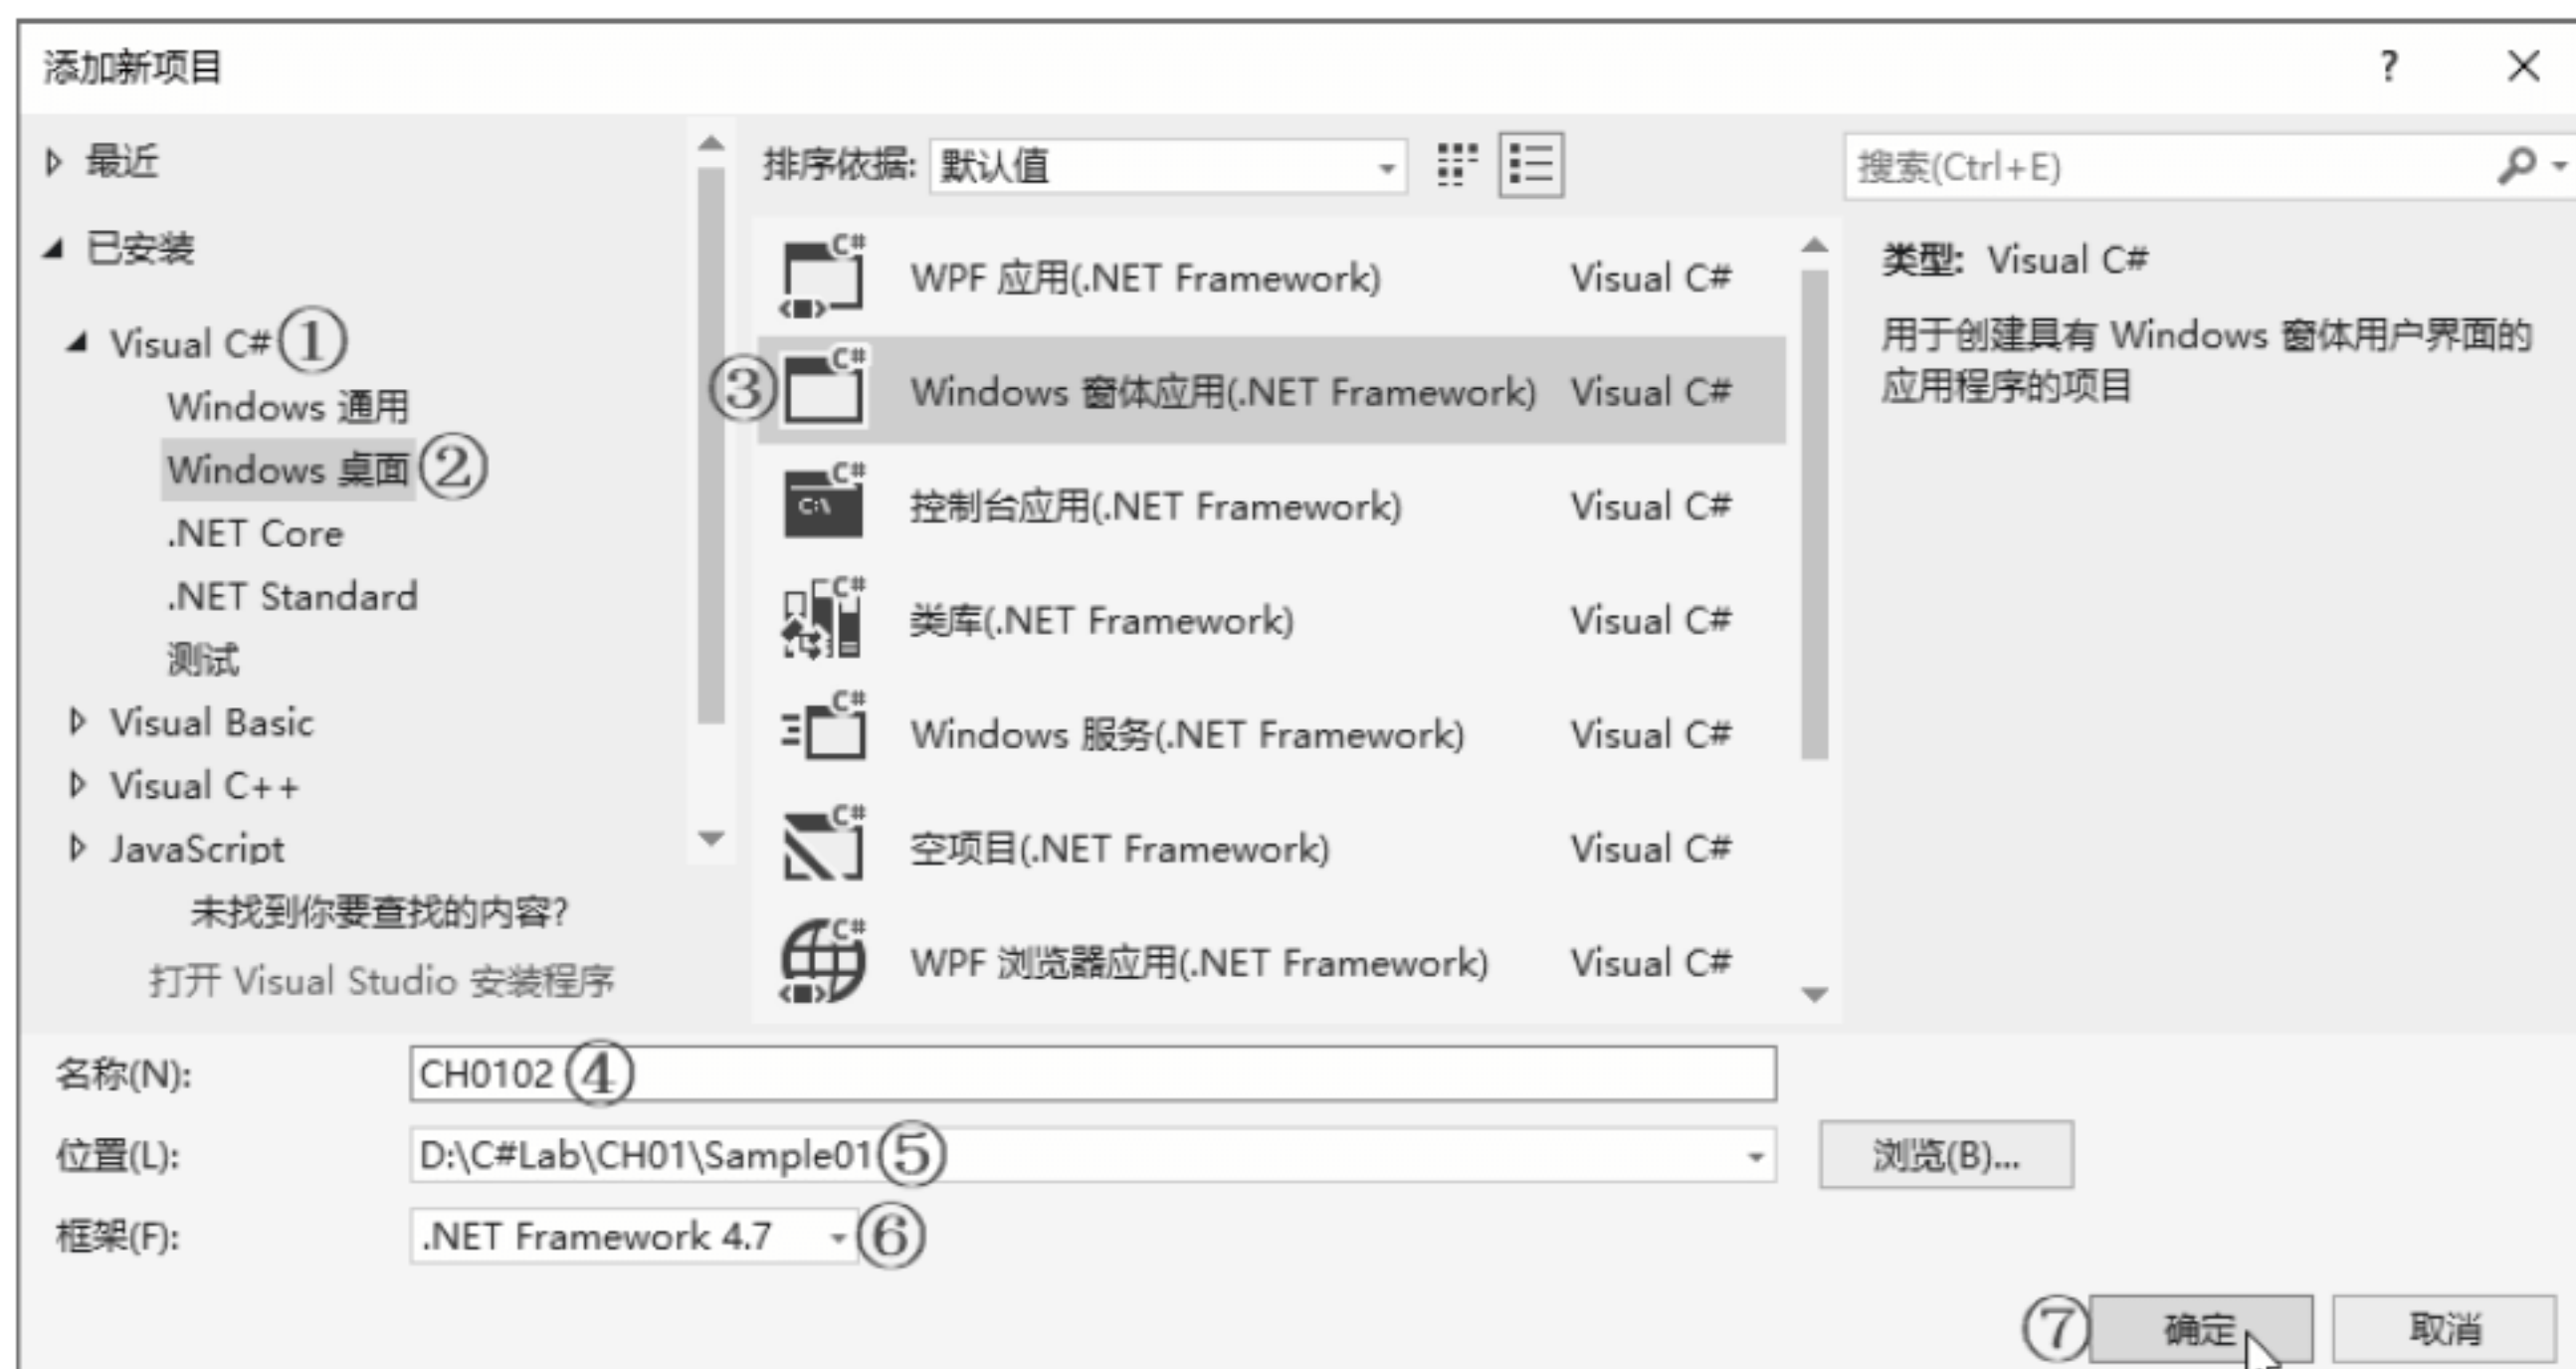 添加新项目
?
最近
已安装
Visual C# ①
Windows 通用
Windows 桌面 ②
.NET Core
.NET Standard
测试
Visual Basic
Visual C++
JavaScript
未找到你要查找的内容?
打开 Visual Studio 安装程序
排序依据: 默认值
搜索(Ctrl+E)
WPF 应用(.NET Framework) Visual C#
③ Windows 窗体应用(.NET Framework) Visual C#
控制台应用(.NET Framework) Visual C#
类库(.NET Framework) Visual C#
Windows 服务(.NET Framework) Visual C#
空项目(.NET Framework) Visual C#
WPF 浏览器应用(.NET Framework) Visual C#
类型: Visual C#
用于创建具有 Windows 窗体用户界面的
应用程序的项目
名称(N): CH0102 ④
位置(L): D:\C#Lab\CH01\Sample01 ⑤ 浏览(B)...
框架(F): .NET Framework 4.7 ⑥
⑦ 确定 取消